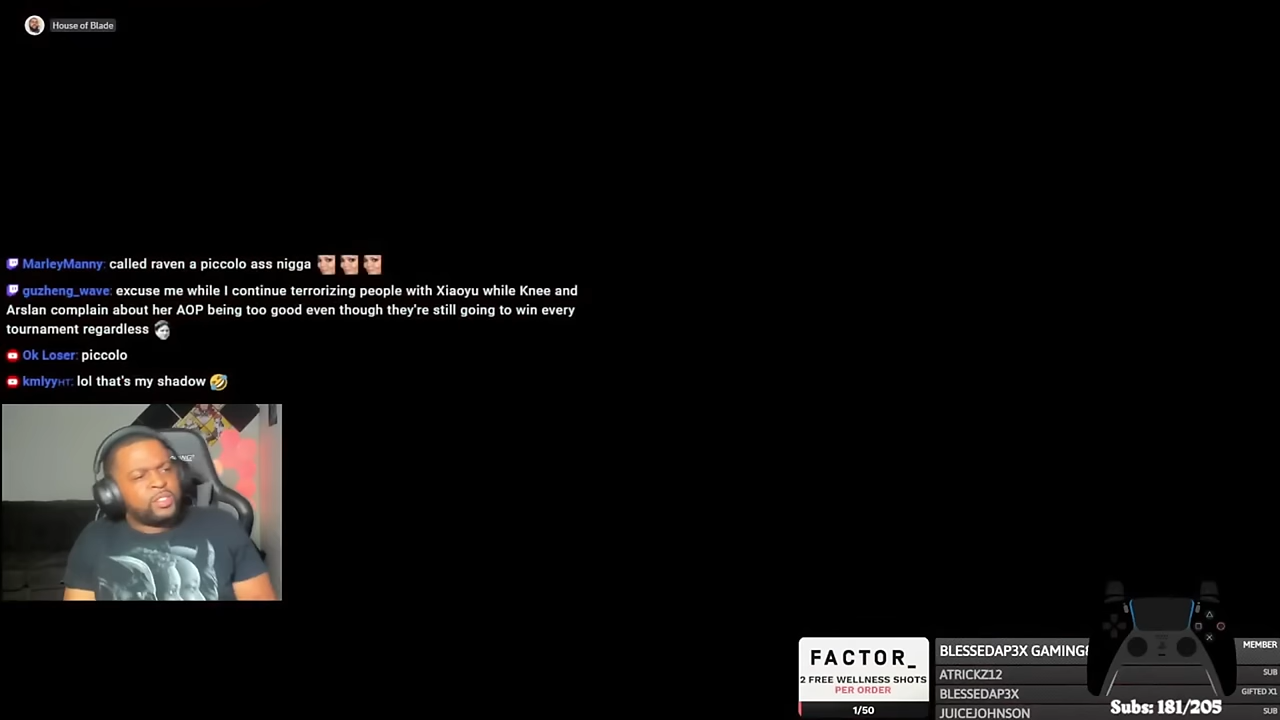 House of Blade
MarleyManny: called raven a piccolo ass nigga
guzheng_wave: excuse me while I continue terrorizing people with Xiaoyu while Knee and
Arslan complain about her AOP being too good even though they're still going to win every
tournament regardless
Ok Loser: piccolo
kmlyyHT: lol that's my shadow
FACTOR_
2 FREE WELLNESS SHOTS
PER ORDER
1/50
BLESSEDAP3X GAMING
MEMBER
ATRICKZ12
SUB
BLESSEDAP3X
GIFTED X1
JUICEJOHNSON
SUB
Subs: 181/205